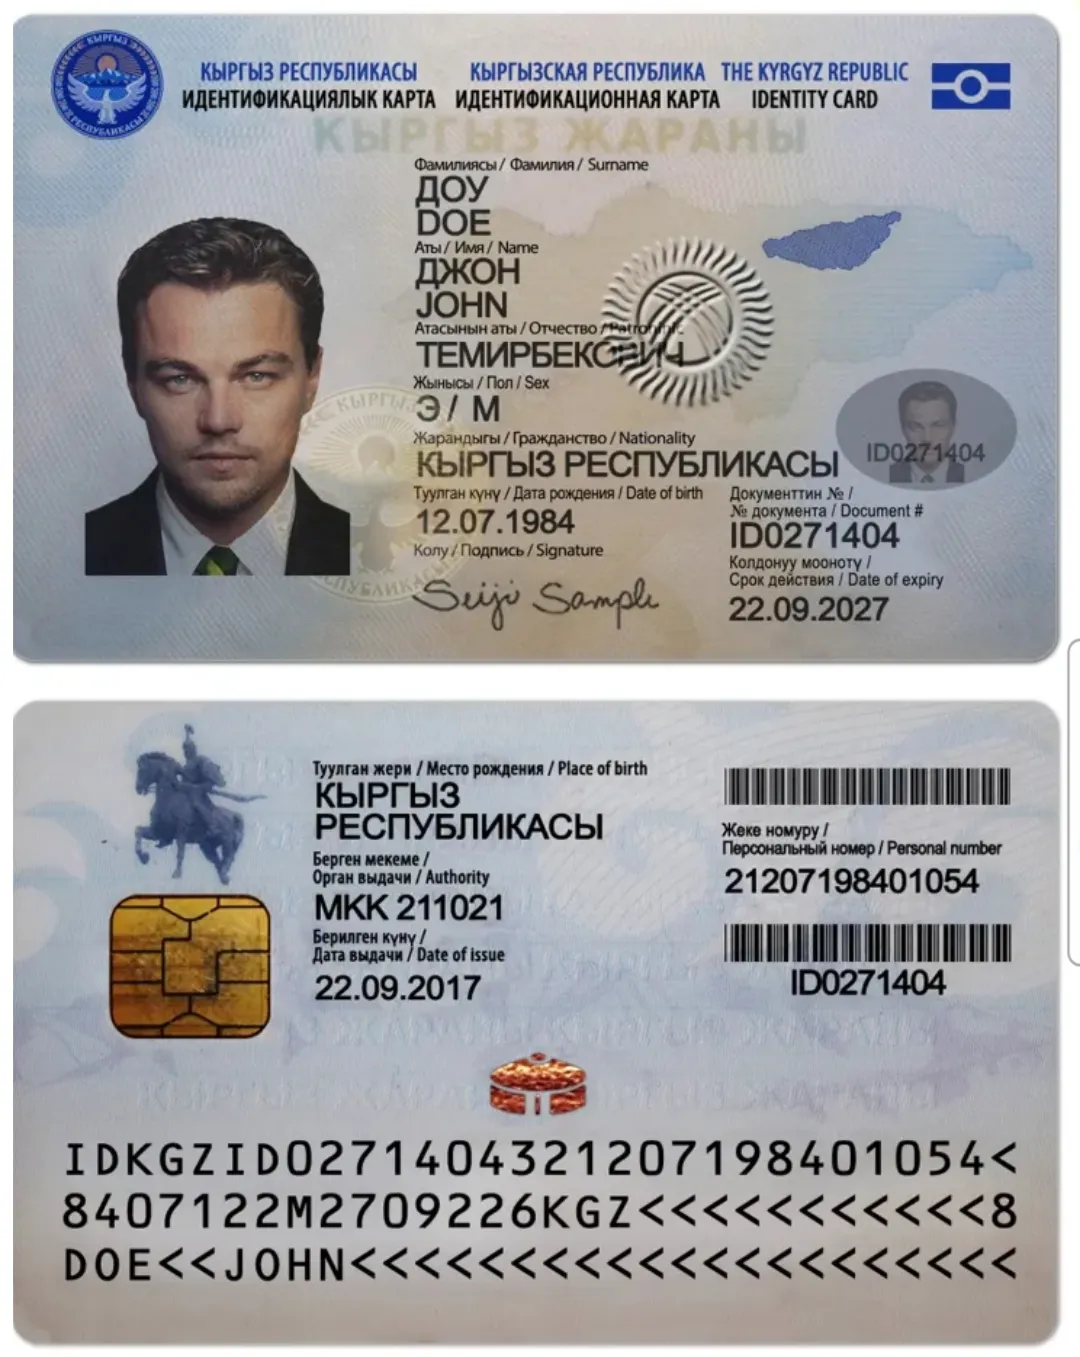 КЫРГЫЗ РЕСПУБЛИКАСЫ КЫРГЫЗСКАЯ РЕСПУБЛИКА THE KYRGYZ REPUBLIC
ИДЕНТИФИКАЦИЯЛЫК КАРТА ИДЕНТИФИКАЦИОННАЯ КАРТА IDENTITY CARD
КЫРГЫЗ ЖАРАНЫ
Фамилиясы / Фамилия / Surname
ДОУ
DOE
Аты / Имя / Name
ДЖОН
JOHN
Атасынын аты / Отчество / Patronymic
ТЕМИРБЕКОВИЧ
Жынысы / Пол / Sex
Э / М
Жарандыгы / Гражданство / Nationality
КЫРГЫЗ РЕСПУБЛИКАСЫ
ID0271404
Туулган күнү / Дата рождения / Date of birth
12.07.1984
Документтин № /
№ документа / Document #
ID0271404
Колу / Подпись / Signature
Seiji Sample
Колдонуу мооноту /
Срок действия / Date of expiry
22.09.2027
Туулган жери / Место рождения / Place of birth
КЫРГЫЗ
РЕСПУБЛИКАСЫ
Берген мекеме /
Орган выдачи / Authority
МКК 211021
Берилген күнү /
Дата выдачи / Date of issue
22.09.2017
Жеке номуру /
Персональный номер / Personal number
21207198401054
ID0271404
IDKGZID0271404321207198401054<
8407122M2709226KGZ<<<<<<<<<<<8
DOE<<JOHN<<<<<<<<<<<<<<<<<<<<<